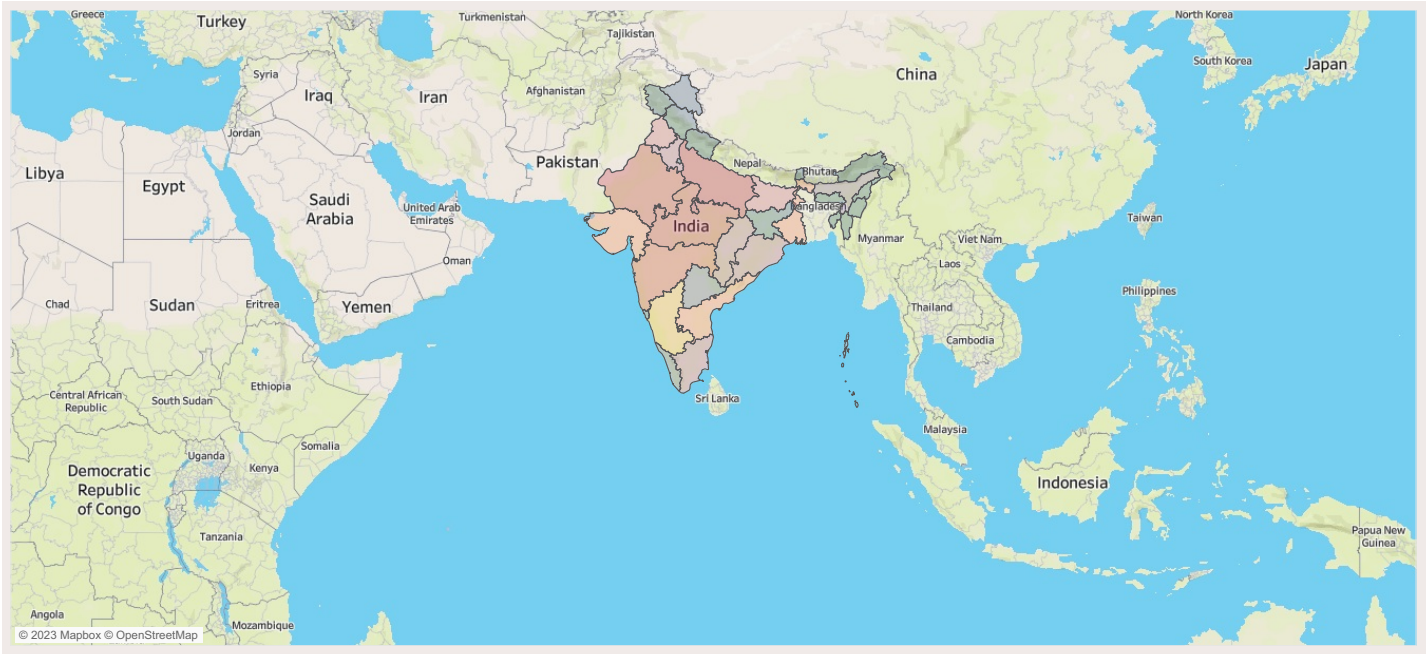 Greece
Turkey
Turkmenistan
Tajikistan
North Korea
South Korea
Japan
China
Syria
Iraq
Iran
Afghanistan
Jordan
Pakistan
Nepal
Bhutan
Libya
Egypt
Saudi
Arabia
United Arab
Emirates
Bangladesh
India
Taiwan
Myanmar
Viet Nam
Oman
Laos
Chad
Sudan
Eritrea
Yemen
Thailand
Philippines
Cambodia
Ethiopia
Central African
Republic
South Sudan
Sri Lanka
Malaysia
Somalia
Uganda
Kenya
Democratic
Republic
of Congo
Indonesia
Tanzania
Papua New
Guinea
Angola
Mozambique
© 2023 Mapbox © OpenStreetMap